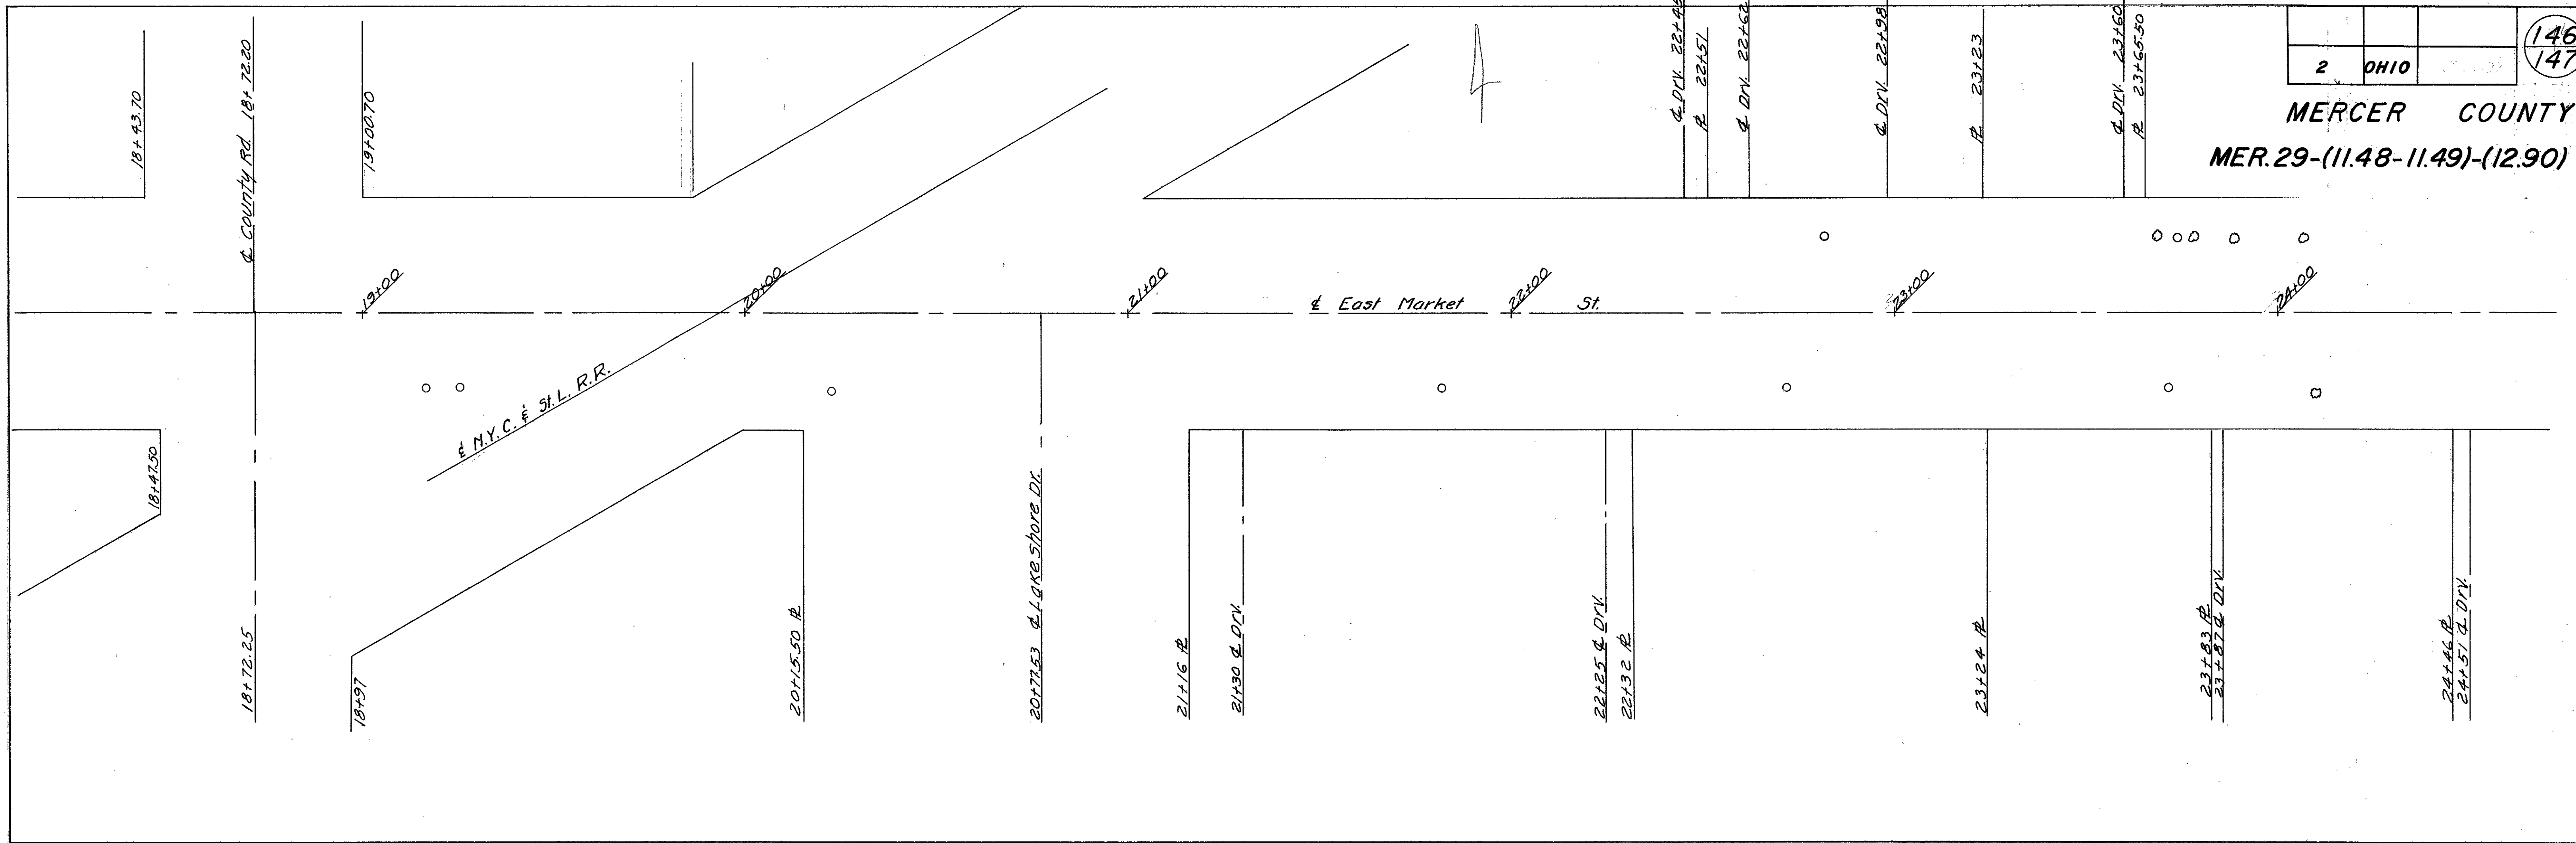 18+43.70
℄ County Rd. 18+72.20
19+00.70
4
℄ Drv. 22+45
⅊ 22+51
℄ Drv. 22+62
℄ Drv. 22+98
⅊ 23+23
℄ Drv. 23+60
⅊ 23+65.50
2 OHIO
146
147
MERCER COUNTY
MER. 29-(11.48-11.49)-(12.90)
19+00
20+00
21+00
℄ East Market St.
22+00
23+00
24+00
℄ N.Y.C. & St. L. R.R.
18+47.50
18+72.25
18+97
20+15.50 ⅊
20+77.53 ℄ Lake Shore Dr.
21+16 ⅊
21+30 ℄ Drv.
22+25 ℄ Drv.
22+32 ⅊
23+24 ⅊
23+83 ⅊
23+87 ℄ Drv.
24+46 ⅊
24+51 ℄ Drv.